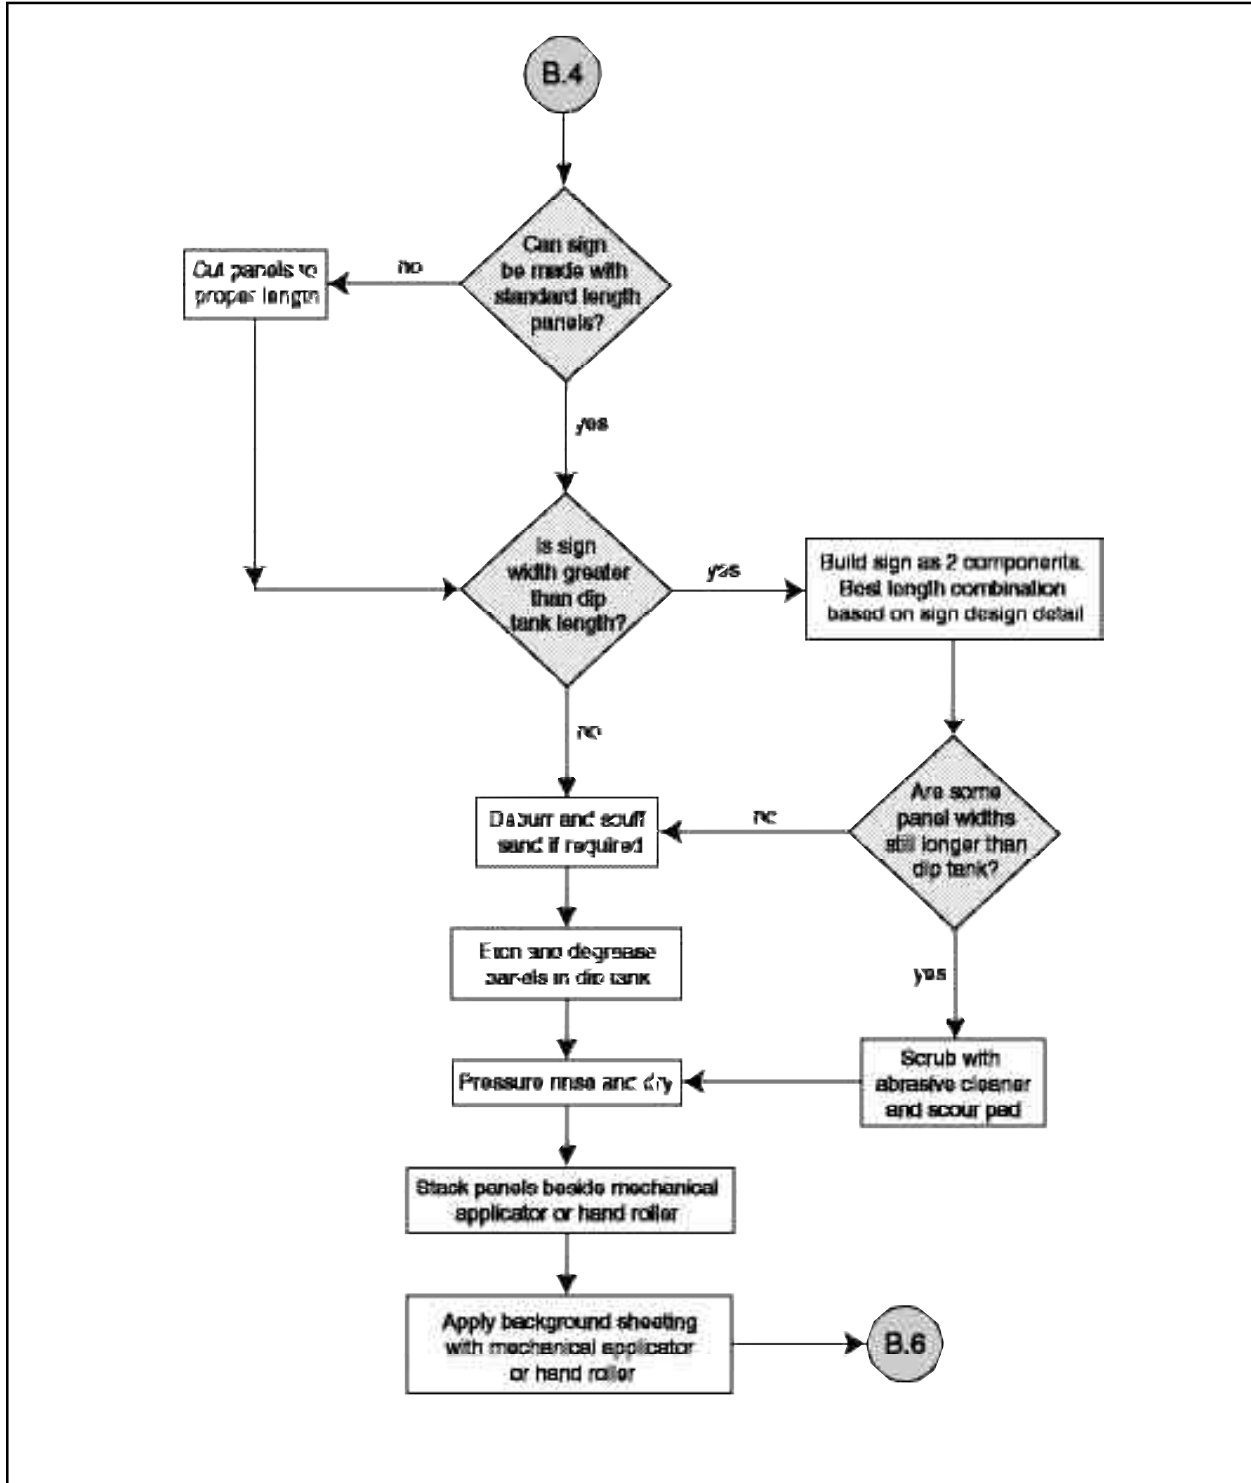 B.4
Can sign
be made with
standard length
panels?
no
Cut panels to
proper length
yes
Is sign
width greater
than dip
tank length?
yes
Build sign as 2 components.
Best length combination
based on sign design detail
no
Are some
panel widths
still longer than
dip tank?
no
Deburr and scuff
sand if required
Etch and degrease
panels in dip tank
yes
Scrub with
abrasive cleaner
and scour pad
Pressure rinse and dry
Stack panels beside mechanical
applicator or hand roller
Apply background sheeting
with mechanical applicator
or hand roller
B.6